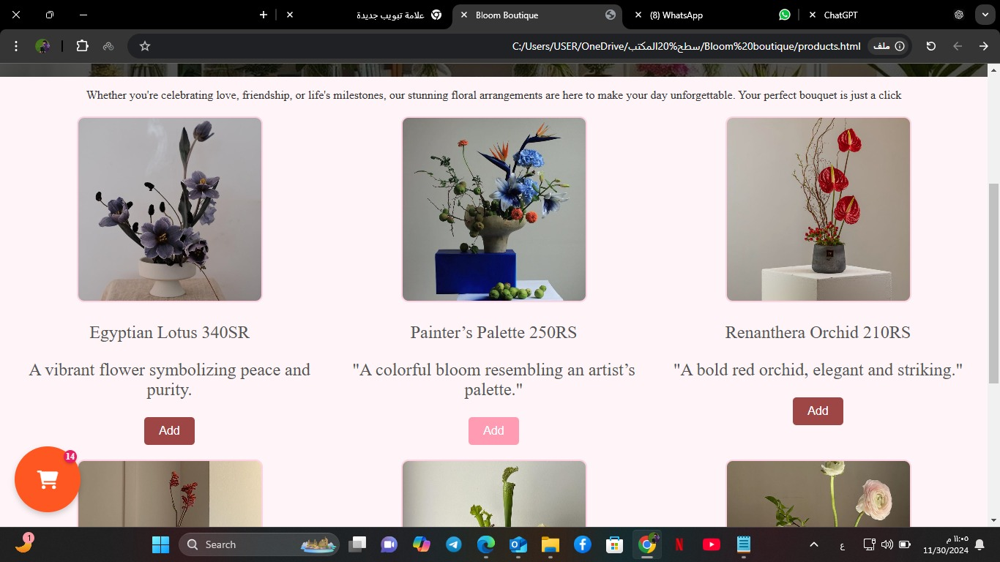 علامة تبويب جديدة
Bloom Boutique
(8) WhatsApp
ChatGPT
C:/Users/USER/OneDrive/سطح%20المكتب/Bloom%20boutique/products.html
ملف
Whether you're celebrating love, friendship, or life's milestones, our stunning floral arrangements are here to make your day unforgettable. Your perfect bouquet is just a click
Egyptian Lotus 340SR
Painter’s Palette 250RS
Renanthera Orchid 210RS
A vibrant flower symbolizing peace and
purity.
"A colorful bloom resembling an artist’s
palette."
"A bold red orchid, elegant and striking."
Add
Add
Add
14
1
Search
ع
١١:٠٥ م
11/30/2024